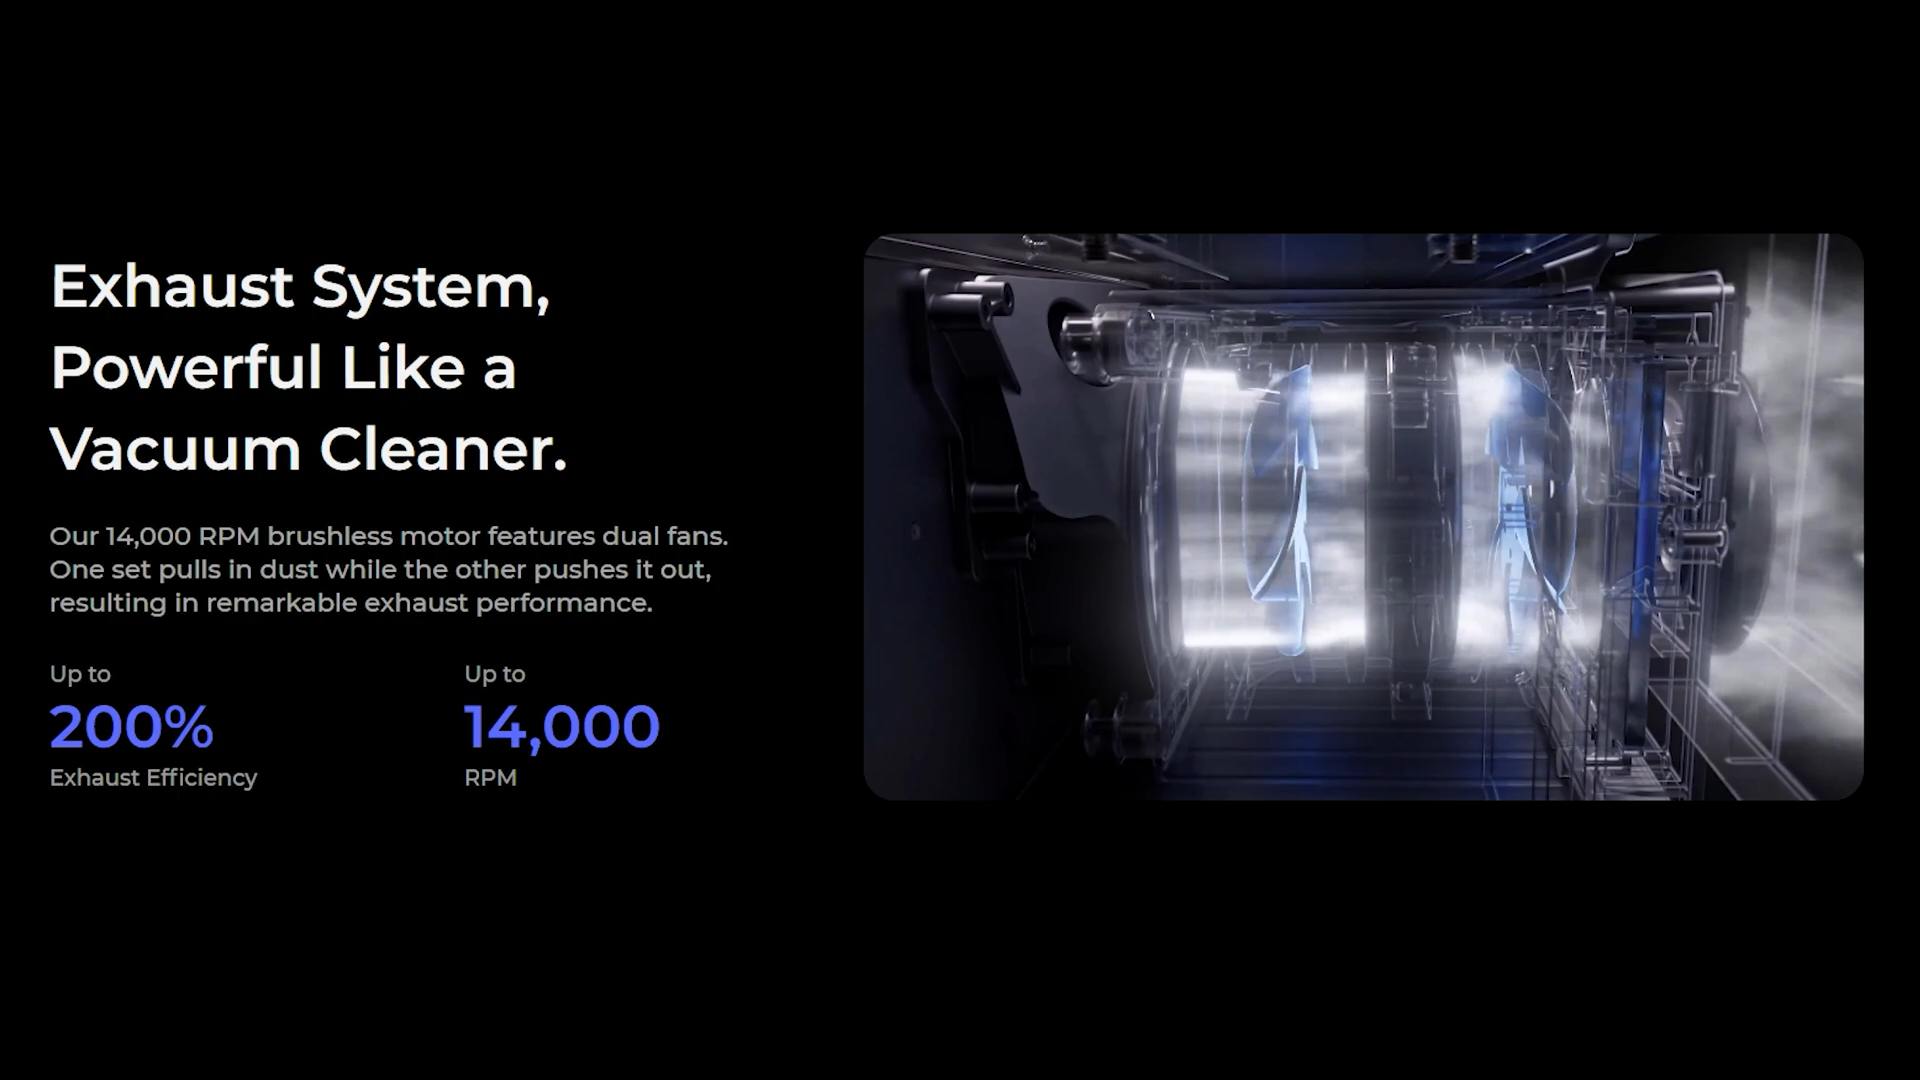 Exhaust System,
Powerful Like a
Vacuum Cleaner.
Our 14,000 RPM brushless motor features dual fans.
One set pulls in dust while the other pushes it out,
resulting in remarkable exhaust performance.
Up to
200%
Exhaust Efficiency
Up to
14,000
RPM